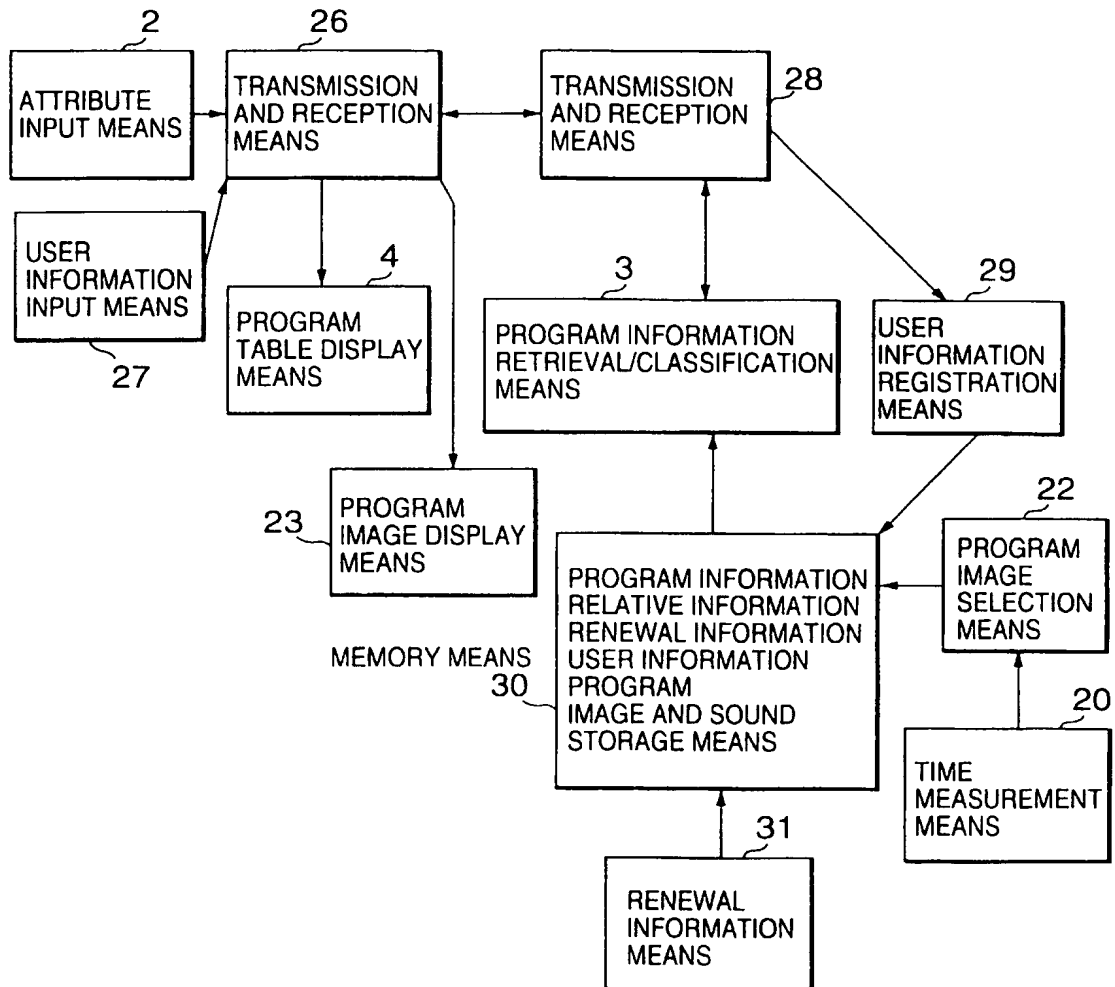 2
ATTRIBUTE
INPUT MEANS
26
TRANSMISSION
AND RECEPTION
MEANS
TRANSMISSION
AND RECEPTION
MEANS
28
USER
INFORMATION
INPUT MEANS
27
4
PROGRAM
TABLE DISPLAY
MEANS
3
PROGRAM INFORMATION
RETRIEVAL/CLASSIFICATION
MEANS
29
USER
INFORMATION
REGISTRATION
MEANS
23
PROGRAM
IMAGE DISPLAY
MEANS
MEMORY MEANS
30
PROGRAM INFORMATION
RELATIVE INFORMATION
RENEWAL INFORMATION
USER INFORMATION
PROGRAM
IMAGE AND SOUND
STORAGE MEANS
22
PROGRAM
IMAGE
SELECTION
MEANS
20
TIME
MEASUREMENT
MEANS
31
RENEWAL
INFORMATION
MEANS